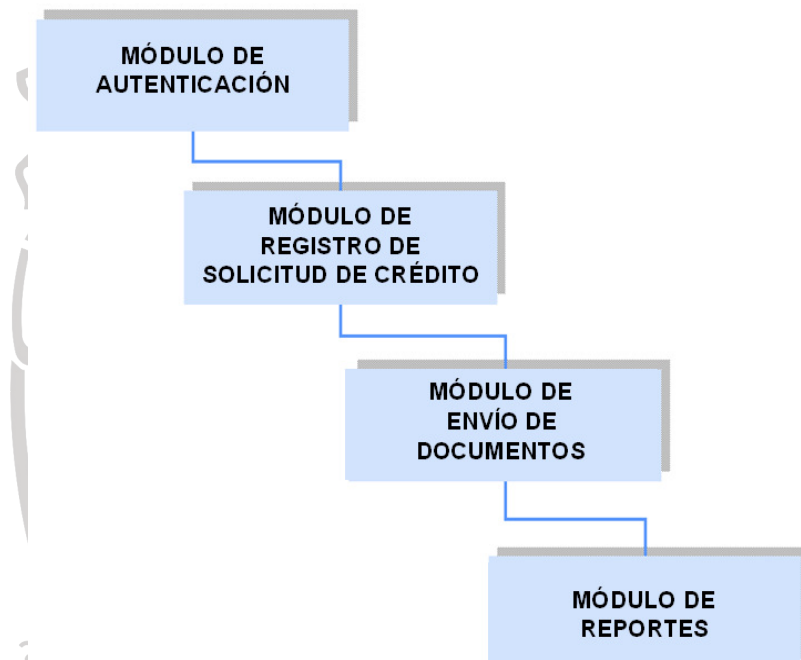 MÓDULO DE
AUTENTICACIÓN
MÓDULO DE
REGISTRO DE
SOLICITUD DE CRÉDITO
MÓDULO DE
ENVÍO DE
DOCUMENTOS
MÓDULO DE
REPORTES